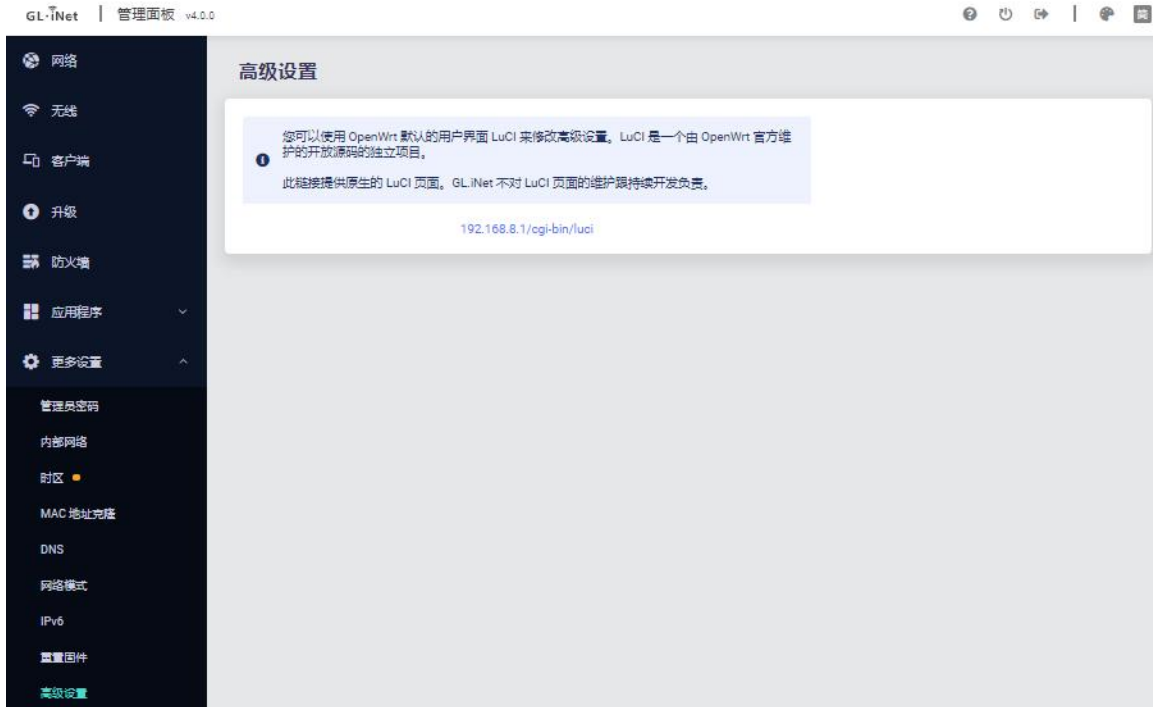 GL·iNet | 管理面板 v4.0.0
简
网络
无线
客户端
升级
防火墙
应用程序
更多设置
管理员密码
内部网络
时区
MAC 地址克隆
DNS
网络模式
IPv6
重置固件
高级设置
高级设置
您可以使用 OpenWrt 默认的用户界面 LuCI 来修改高级设置。LuCI 是一个由 OpenWrt 官方维
护的开放源码的独立项目。
此链接提供原生的 LuCI 页面。GL.iNet 不对 LuCI 页面的维护跟持续开发负责。
192.168.8.1/cgi-bin/luci